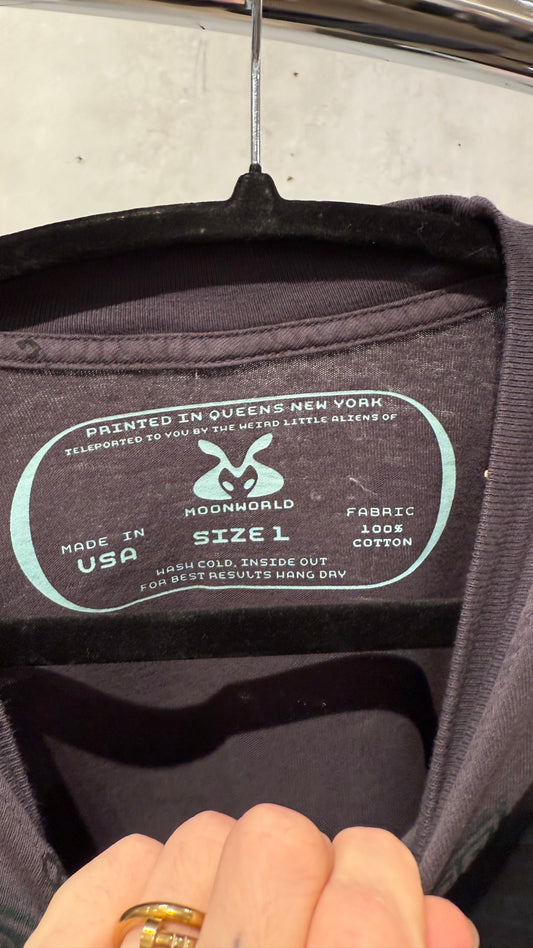 PRINTED IN QUEENS NEW YORK
TELEPORTED TO YOU BY THE WEIRD LITTLE ALIENS OF
MOONWORLD
MADE IN
USA
SIZE 1
FABRIC
100%
COTTON
WASH COLD, INSIDE OUT
FOR BEST RESULTS HANG DRY